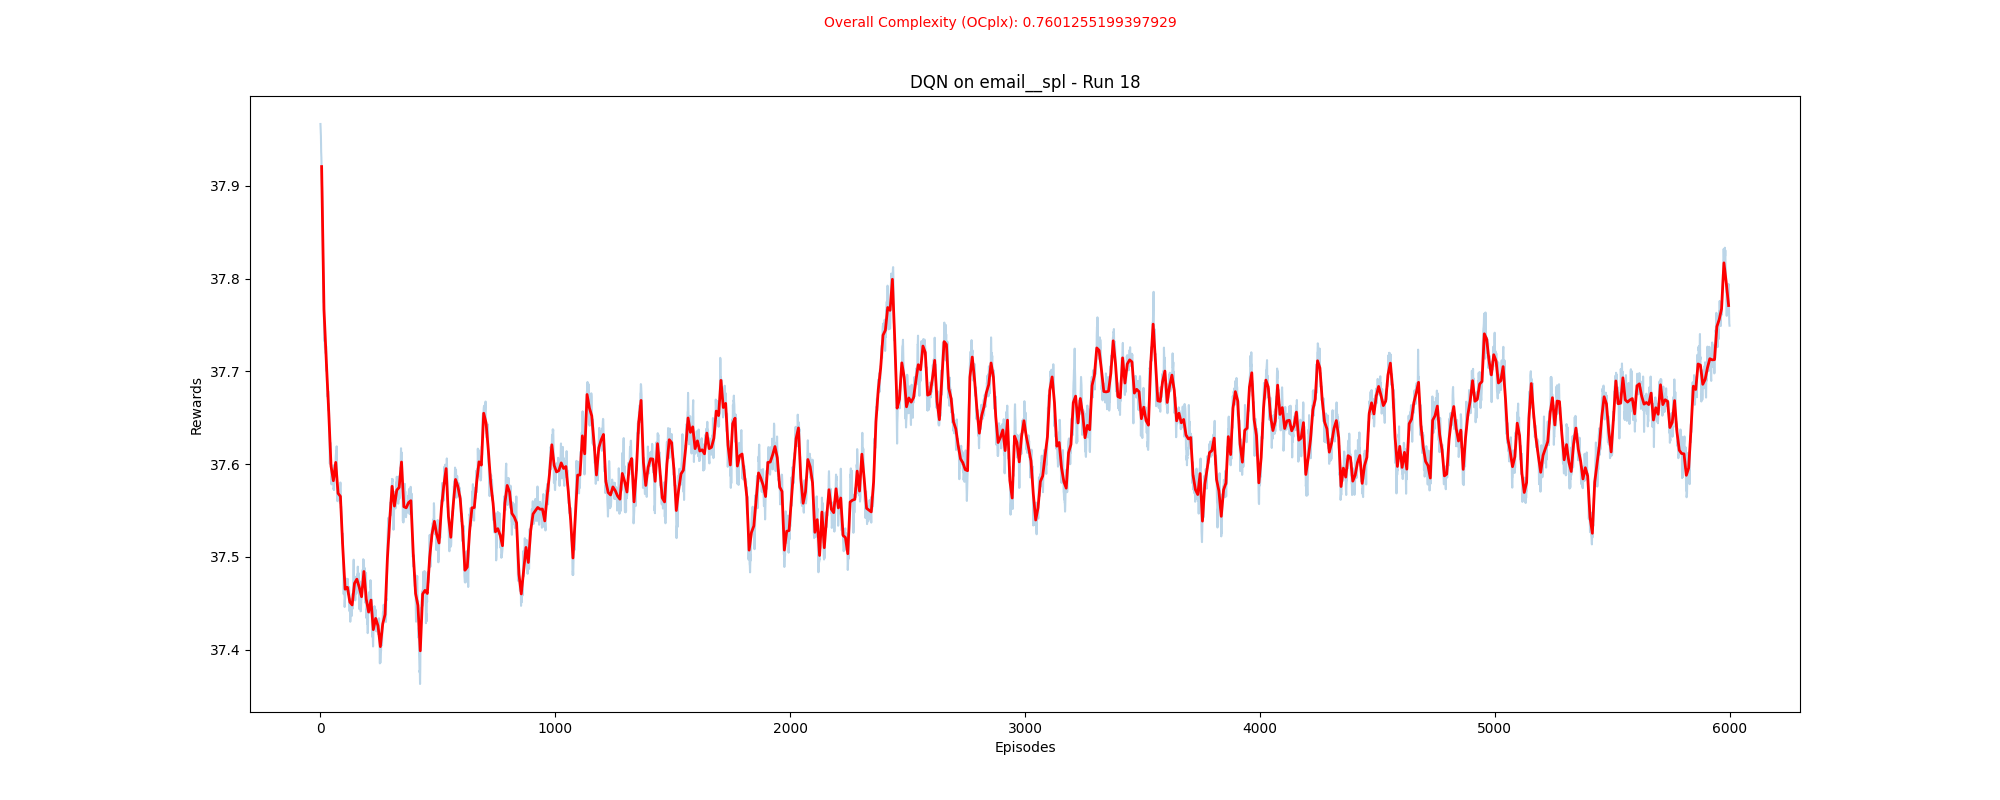 Overall Complexity (OCplx): 0.7601255199397929
DQN on email__spl - Run 18
Rewards
37.9
37.8
37.7
37.6
37.5
37.4
0 1000 2000 3000 4000 5000 6000
Episodes